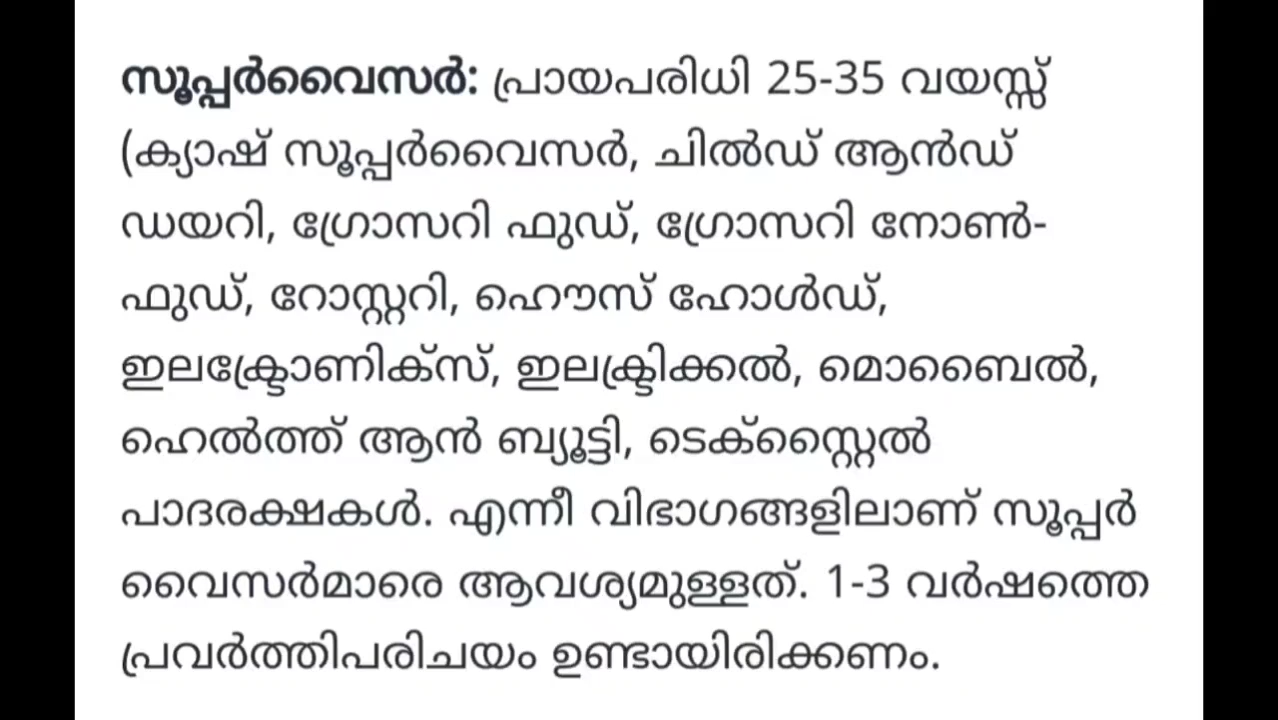 സൂപ്പർവൈസർ: പ്രായപരിധി 25-35 വയസ്സ്
(ക്യാഷ് സൂപ്പർവൈസർ, ചിൽഡ് ആൻഡ്
ഡയറി, ഗ്രോസറി ഫുഡ്, ഗ്രോസറി നോൺ-
ഫുഡ്, റോസ്റ്ററി, ഹൌസ് ഹോൾഡ്,
ഇലക്ട്രോണിക്സ്, ഇലക്ട്രിക്കൽ, മൊബൈൽ,
ഹെൽത്ത് ആൻ ബ്യൂട്ടി, ടെക്സ്റ്റൈൽ
പാദരക്ഷകൾ. എന്നീ വിഭാഗങ്ങളിലാണ് സൂപ്പർ
വൈസർമാരെ ആവശ്യമുള്ളത്. 1-3 വർഷത്തെ
പ്രവർത്തിപരിചയം ഉണ്ടായിരിക്കണം.